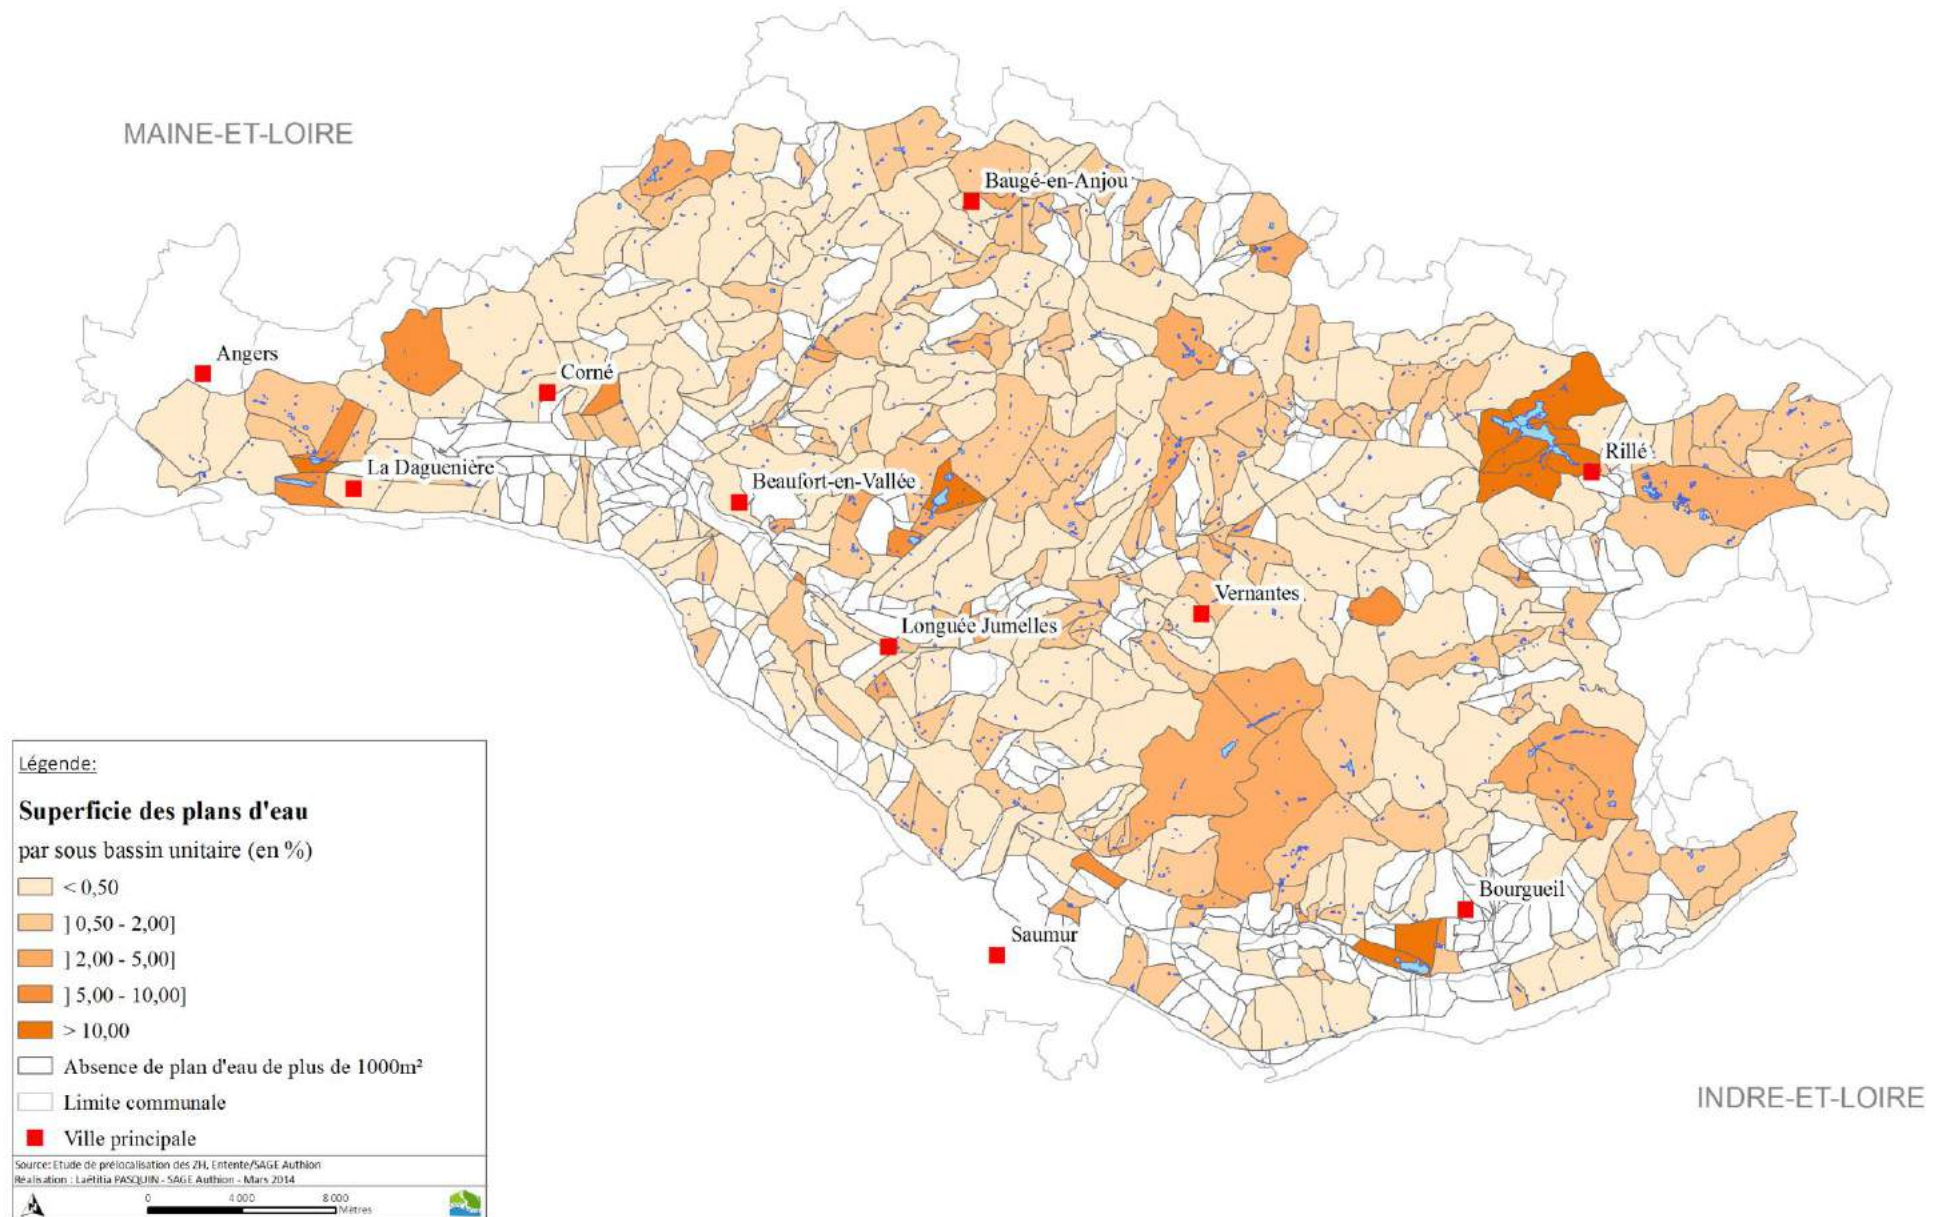 MAINE-ET-LOIRE
Baugé-en-Anjou
Angers
Corné
La Daguenière
Beaufort-en-Vallée
Rillé
Vernantes
Longuée Jumelles
Bourgueil
Saumur
INDRE-ET-LOIRE
Légende:
Superficie des plans d'eau
par sous bassin unitaire (en %)
< 0,50
] 0,50 - 2,00]
] 2,00 - 5,00]
] 5,00 - 10,00]
> 10,00
Absence de plan d'eau de plus de 1000m²
Limite communale
Ville principale
Source: Etude de prélocalisation des ZH, Entente/SAGE Authion
Réalisation : Laëtitia PASQUIN - SAGE Authion - Mars 2014
0 4 000 8 000
Mètres